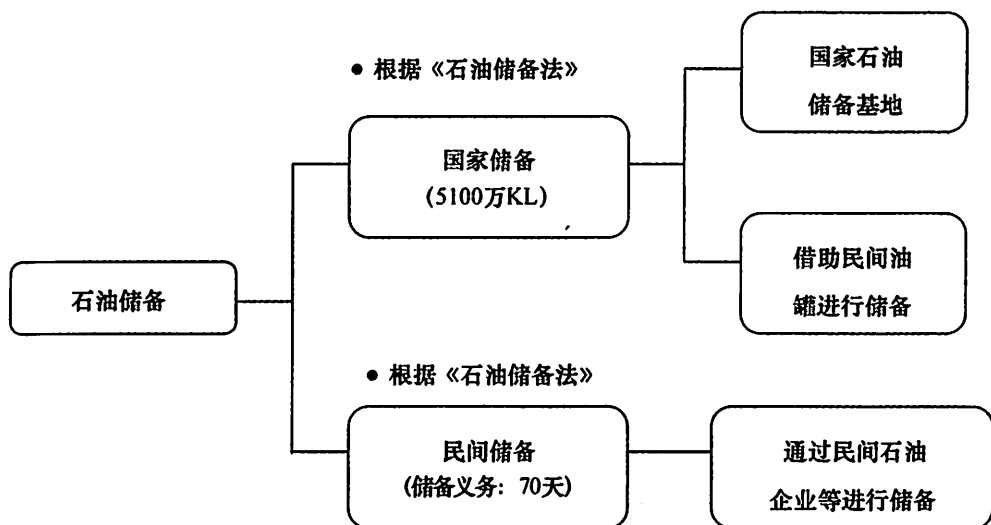 ● 根据《石油储备法》
国家石油
储备基地
国家储备
(5100万KL)
借助民间油
罐进行储备
石油储备
● 根据《石油储备法》
民间储备
(储备义务：70天)
通过民间石油
企业等进行储备